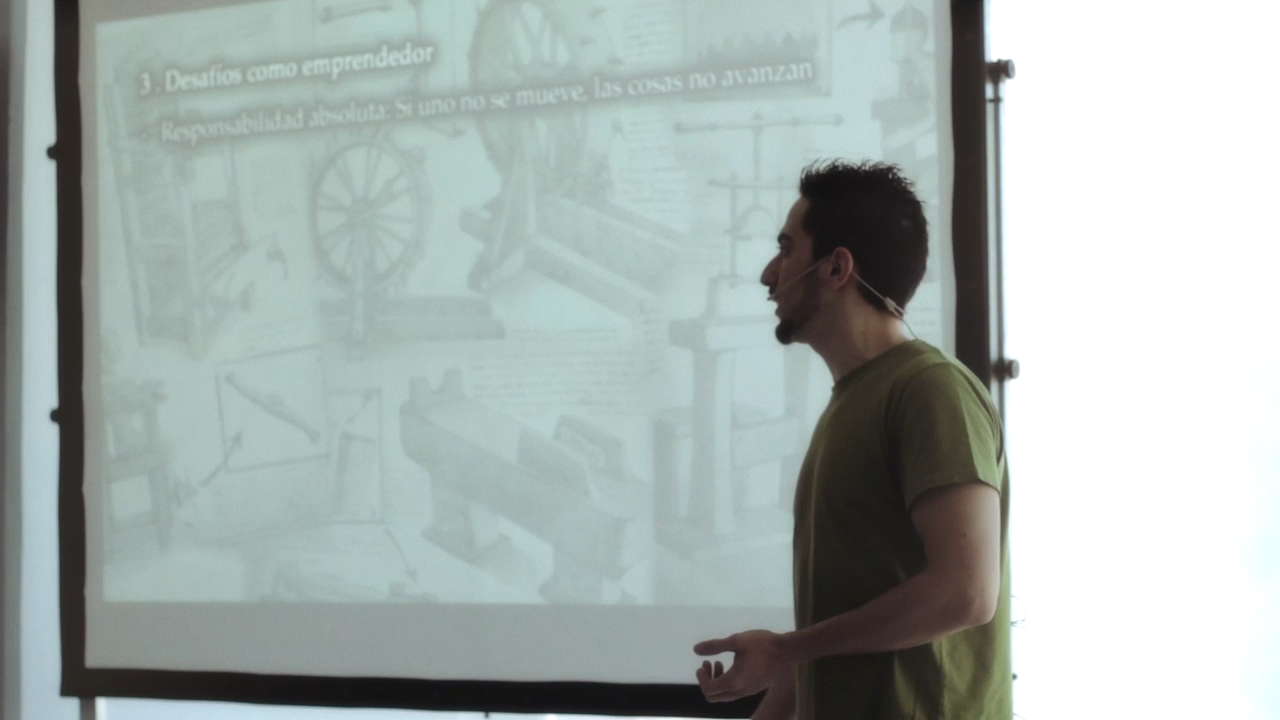 3 . Desafíos como emprendedor
. Responsabilidad absoluta: Si uno no se mueve, las cosas no avanzan